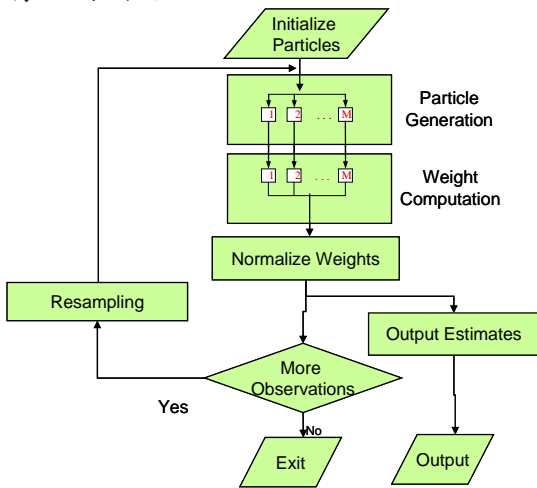 Initialize
Particles
Particle
Generation
1 2 ... M
Weight
Computation
1 2 ... M
Normalize Weights
Resampling
Output Estimates
More
Observations
Yes
No
Exit
Output